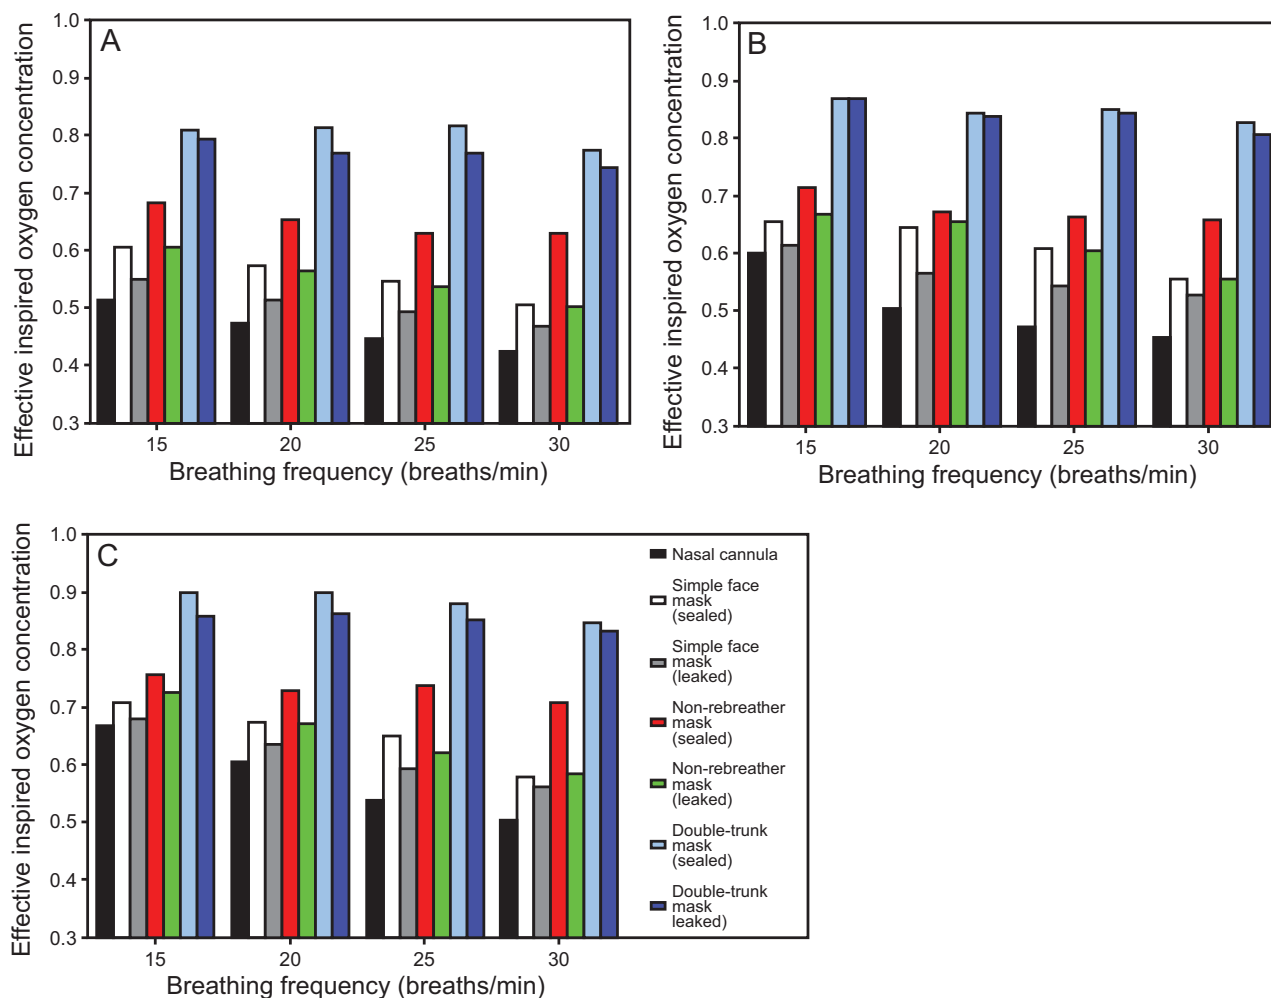 A
Effective inspired oxygen concentration
1.0
0.9
0.8
0.7
0.6
0.5
0.4
0.3
15 20 25 30
Breathing frequency (breaths/min)
B
Effective inspired oxygen concentration
1.0
0.9
0.8
0.7
0.6
0.5
0.4
0.3
15 20 25 30
Breathing frequency (breaths/min)
C
Effective inspired oxygen concentration
1.0
0.9
0.8
0.7
0.6
0.5
0.4
0.3
15 20 25 30
Breathing frequency (breaths/min)
Nasal cannula
Simple face
mask
(sealed)
Simple face
mask
(leaked)
Non-rebreather
mask
(sealed)
Non-rebreather
mask
(leaked)
Double-trunk
mask
(sealed)
Double-trunk
mask
leaked)